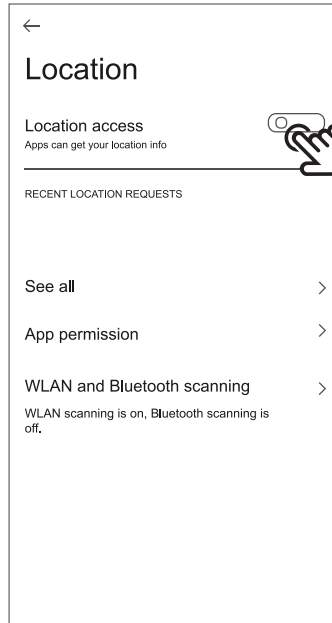 Location
Location access
Apps can get your location info
RECENT LOCATION REQUESTS
See all
App permission
WLAN and Bluetooth scanning
WLAN scanning is on, Bluetooth scanning is
off.